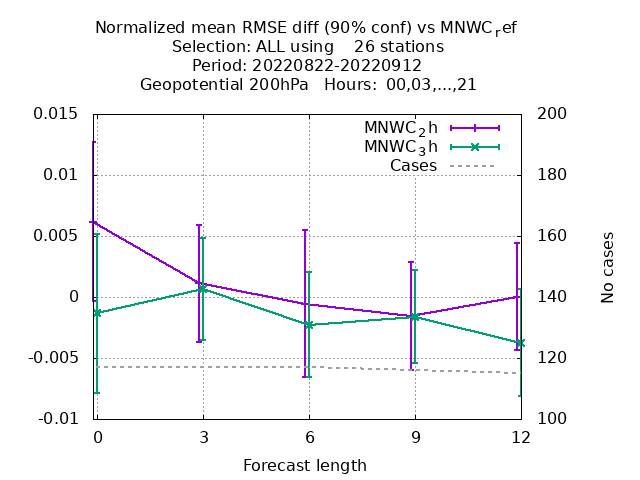 Normalized mean RMSE diff (90% conf) vs MNWC_ref
Selection: ALL using 26 stations
Period: 20220822-20220912
Geopotential 200hPa Hours: 00,03,...,21
0.015
0.01
0.005
0
-0.005
-0.01
200
180
160
140
120
100
MNWC_2h
MNWC_3h
Cases
No cases
0 3 6 9 12
Forecast length